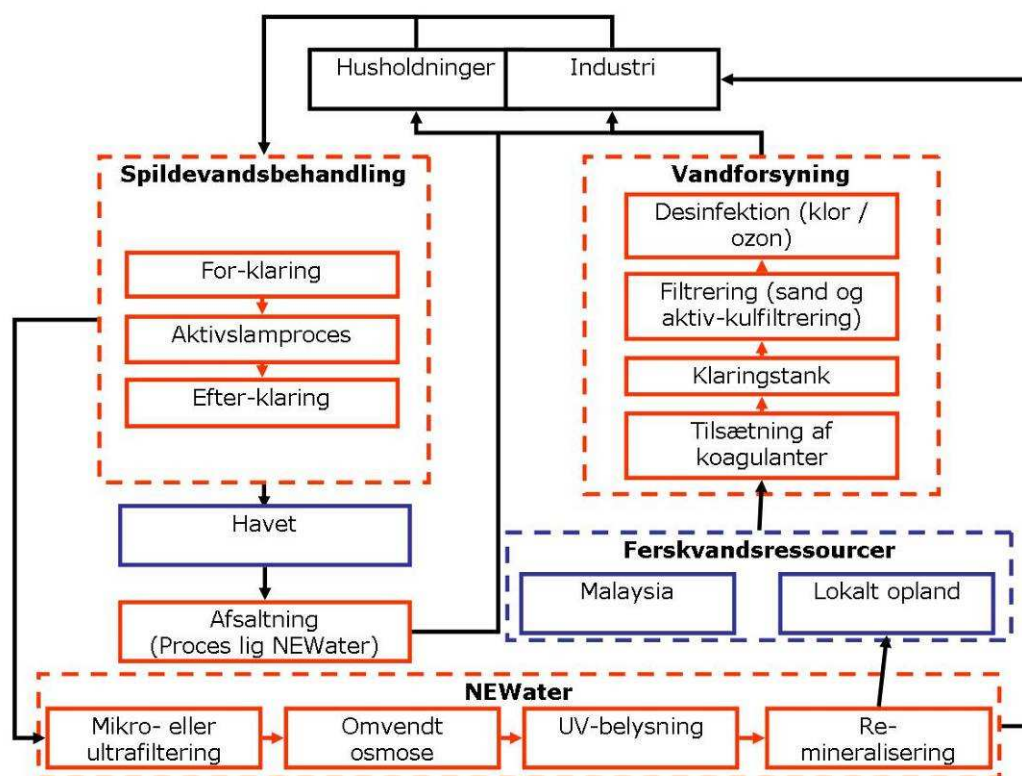 Husholdninger
Industri
Spildevandsbehandling
For-klaring
Aktivslamproces
Efter-klaring
Vandforsyning
Desinfektion (klor /
ozon)
Filtrering (sand og
aktiv-kulfiltrering)
Klaringstank
Tilsætning af
koagulanter
Havet
Afsaltning
(Proces lig NEWater)
Ferskvandsressourcer
Malaysia
Lokalt opland
NEWater
Mikro- eller
ultrafiltering
Omvendt
osmose
UV-belysning
Re-
mineralisering